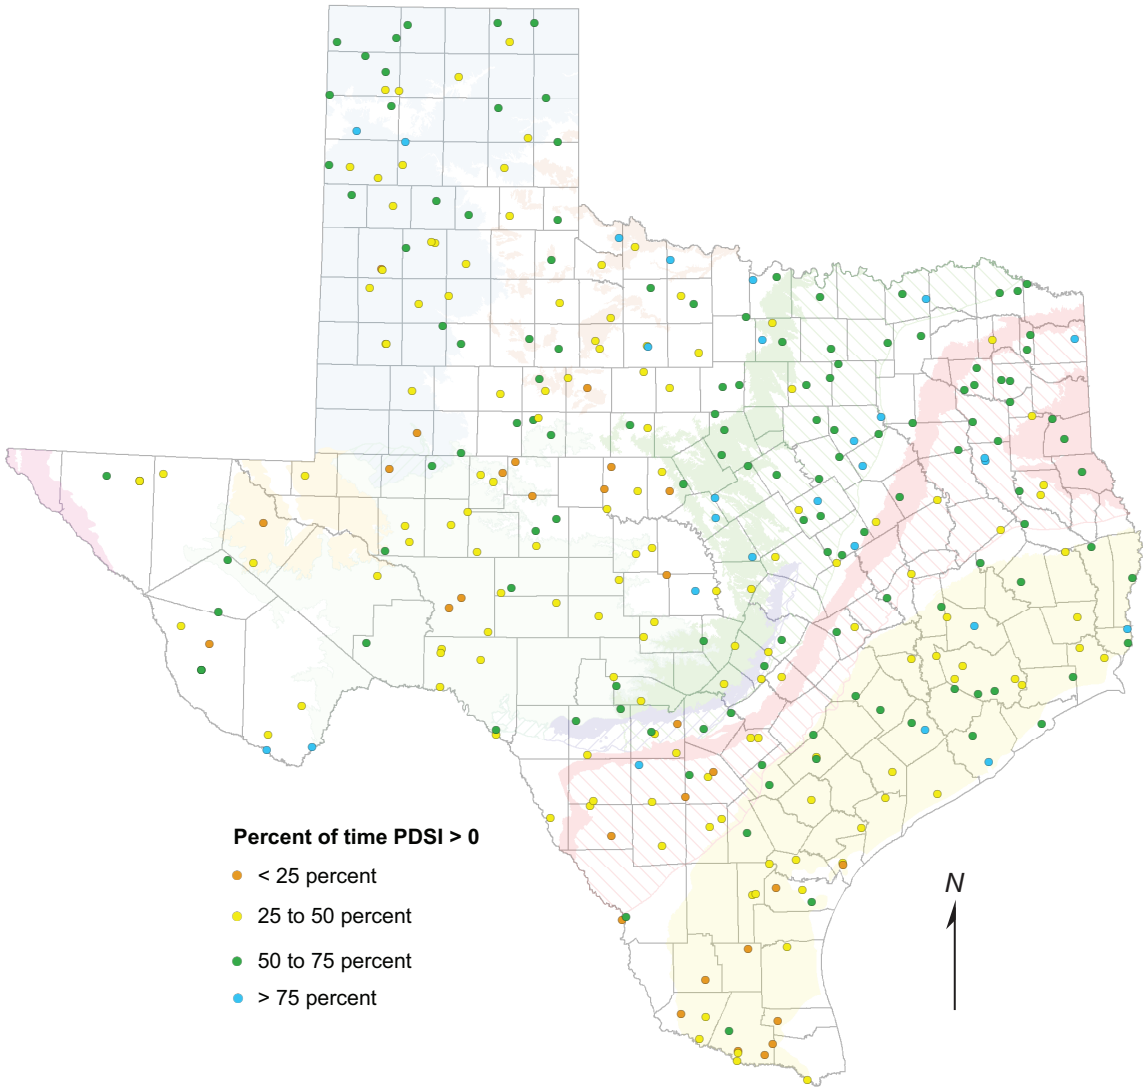 Percent of time PDSI > 0
< 25 percent
25 to 50 percent
50 to 75 percent
> 75 percent
N